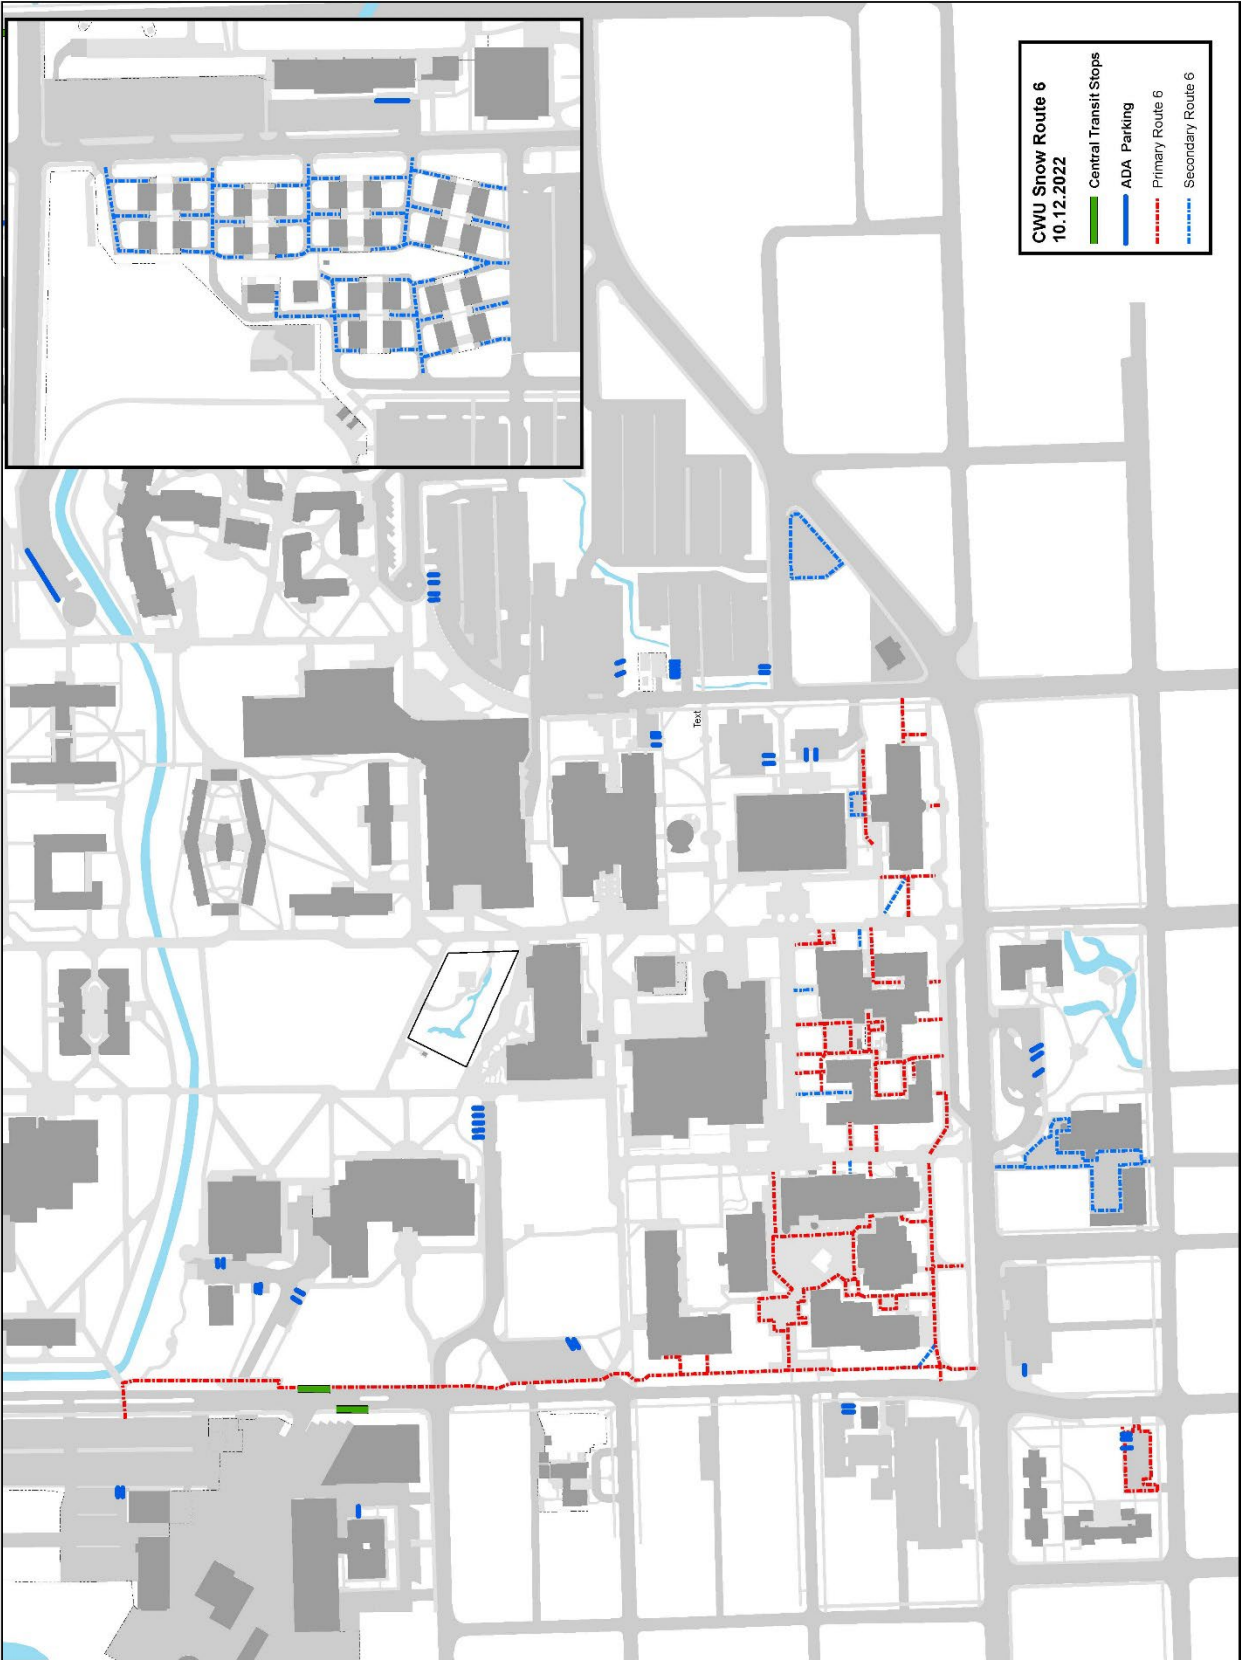 CWU Snow Route 6
10.12.2022
Central Transit Stops
ADA Parking
Primary Route 6
Secondary Route 6
Text